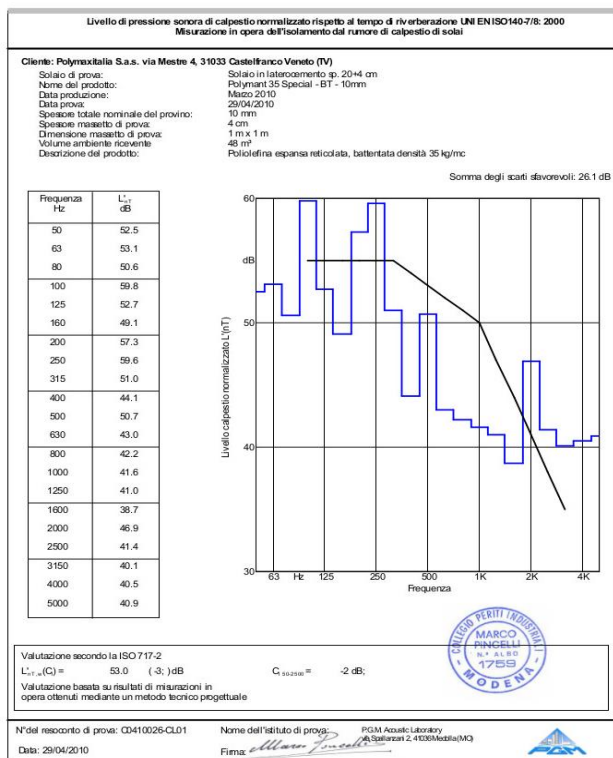 Livello di pressione sonora di calpestio normalizzato rispetto al tempo di riverberazione UNI EN ISO140-7/8: 2000
Misurazione in opera dell'isolamento dal rumore di calpestio di solai
Cliente: Polymaxitalia S.a.s. via Mestre 4, 31033 Castelfranco Veneto (TV)
Solaio di prova: Solaio in laterocemento sp. 20+4 cm
Nome del prodotto: Polymant 35 Special - BT - 10mm
Data produzione: Marzo 2010
Data prova: 29/04/2010
Spessore totale nominale del provino: 10 mm
Spessore massetto di prova: 4 cm
Dimensione massetto di prova: 1 m x 1 m
Volume ambiente ricevente 48 m³
Descrizione del prodotto: Poliolefina espansa reticolata, battentata densità 35 kg/mc
Somma degli scarti sfavorevoli: 26.1 dB
Frequenza L'nT
Hz dB
50 52.5
63 53.1
80 50.6
100 59.8
125 52.7
160 49.1
200 57.3
250 59.6
315 51.0
400 44.1
500 50.7
630 43.0
800 42.2
1000 41.6
1250 41.0
1600 38.7
2000 46.9
2500 41.4
3150 40.1
4000 40.5
5000 40.9
Livello calpestio normalizzato L'(nT)
60
dB
50
40
30
63 Hz 125 250 500 1K 2K 4K
Frequenza
COLLEGIO PERITI INDUSTRIALI
MARCO
PINCELLI
N.° ALBO
1759
MODENA
Valutazione secondo la ISO 717-2
L'nT,w(CI) = 53.0 (-3; ) dB CI 50-2500 = -2 dB;
Valutazione basata su risultati di misurazioni in
opera ottenuti mediante un metodo tecnico progettuale
N°del resoconto di prova: C0410026-CL01
Nome dell'istituto di prova: P.G.M. Acoustic Laboratory
via Spallanzani 2, 41036 Medolla (MO)
Data: 29/04/2010
Firma: Marco Pincelli
PGM